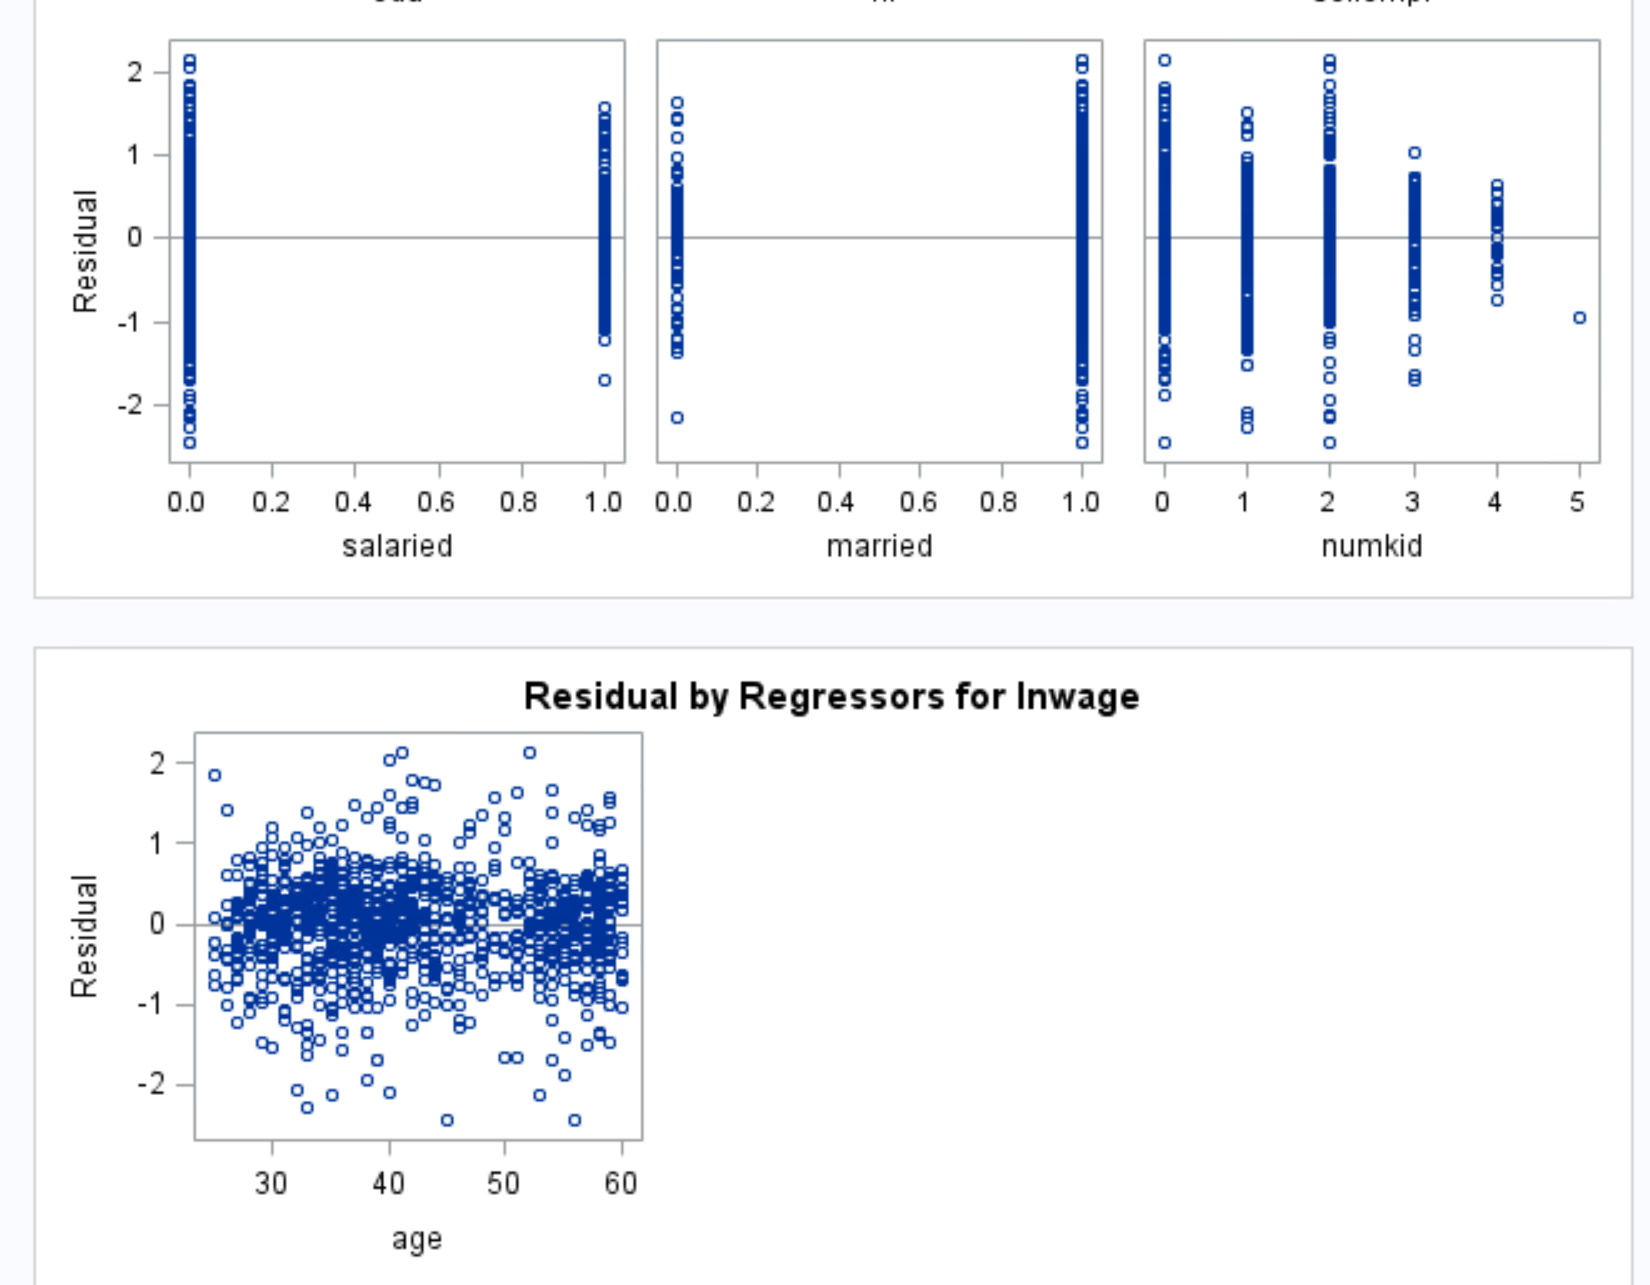 2
1
0
-1
-2
Residual
0.0 0.2 0.4 0.6 0.8 1.0
salaried
0.0 0.2 0.4 0.6 0.8 1.0
married
0 1 2 3 4 5
numkid
Residual by Regressors for lnwage
2
1
0
-1
-2
Residual
30 40 50 60
age